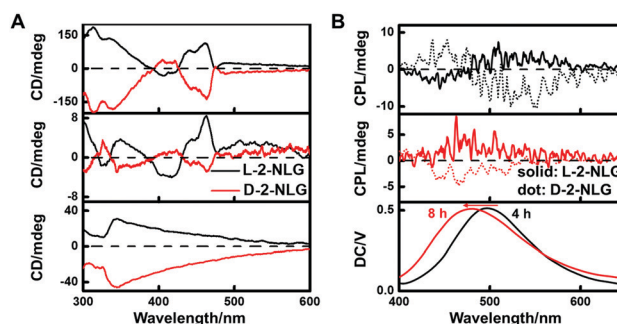 A
B
CD/mdeg
150
0
-150
CD/mdeg
8
0
L-2-NLG
D-2-NLG
CD/mdeg
40
0
-40
300 400 500 600
Wavelength/nm
CPL/mdeg
10
0
-10
CPL/mdeg
5
0
-5
solid: L-2-NLG
dot: D-2-NLG
DC/V
0.5
0.0
8 h
4 h
400 500 600
Wavelength/nm